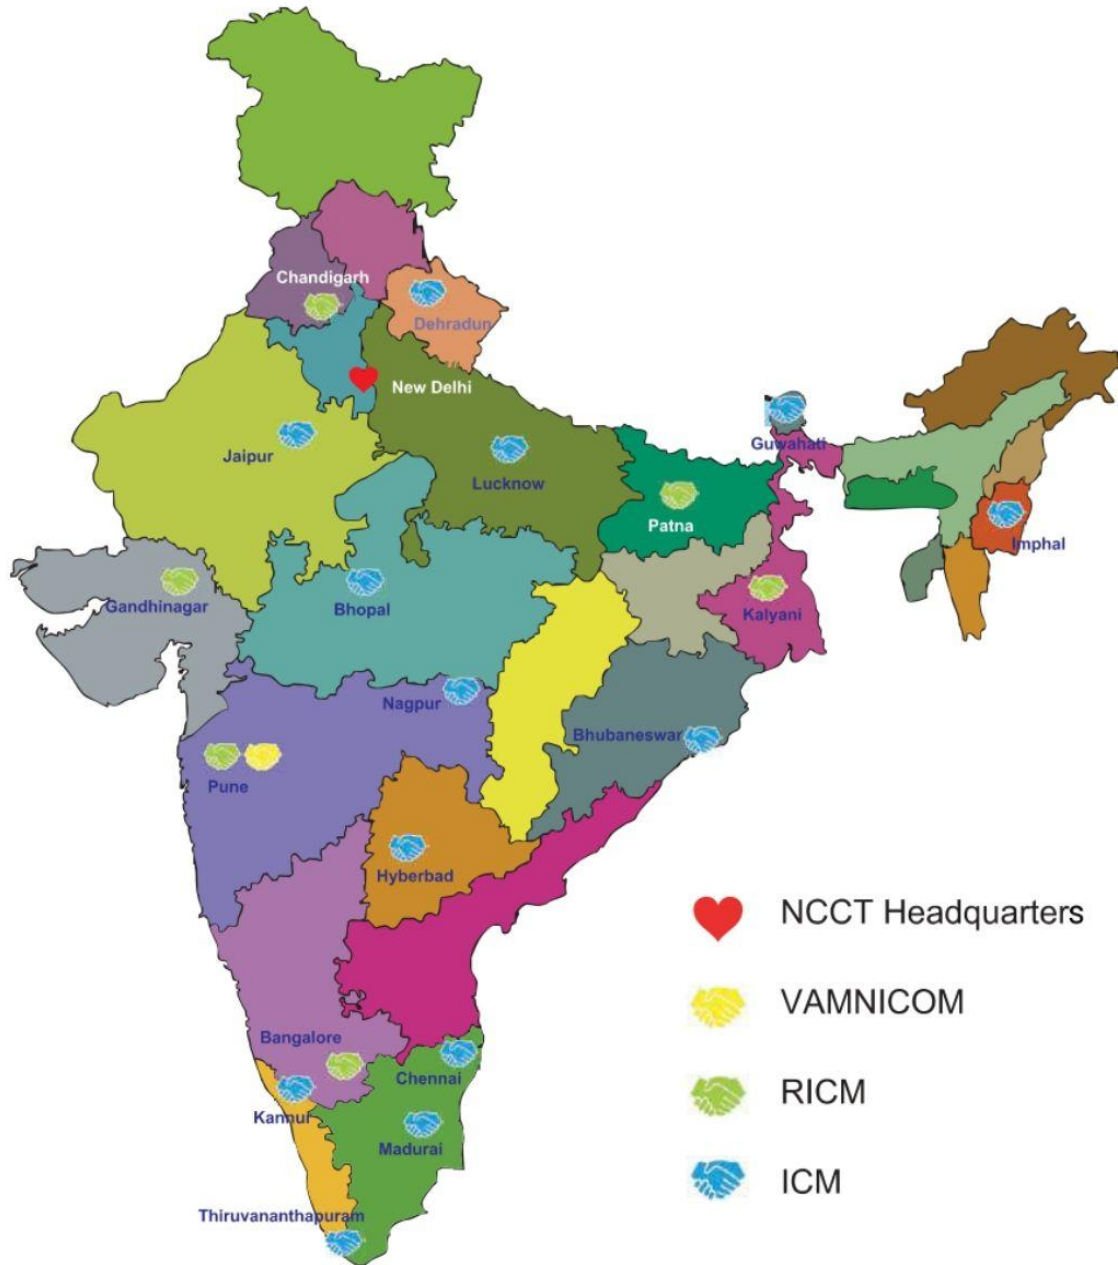 Chandigarh
Dehradun
New Delhi
Guwahati
Jaipur
Lucknow
Patna
Imphal
Gandhinagar
Bhopal
Kalyani
Nagpur
Bhubaneswar
Pune
Hyberbad
NCCT Headquarters
VAMNICOM
Bangalore
Chennai
RICM
Kannul
Madurai
ICM
Thiruvananthapuram